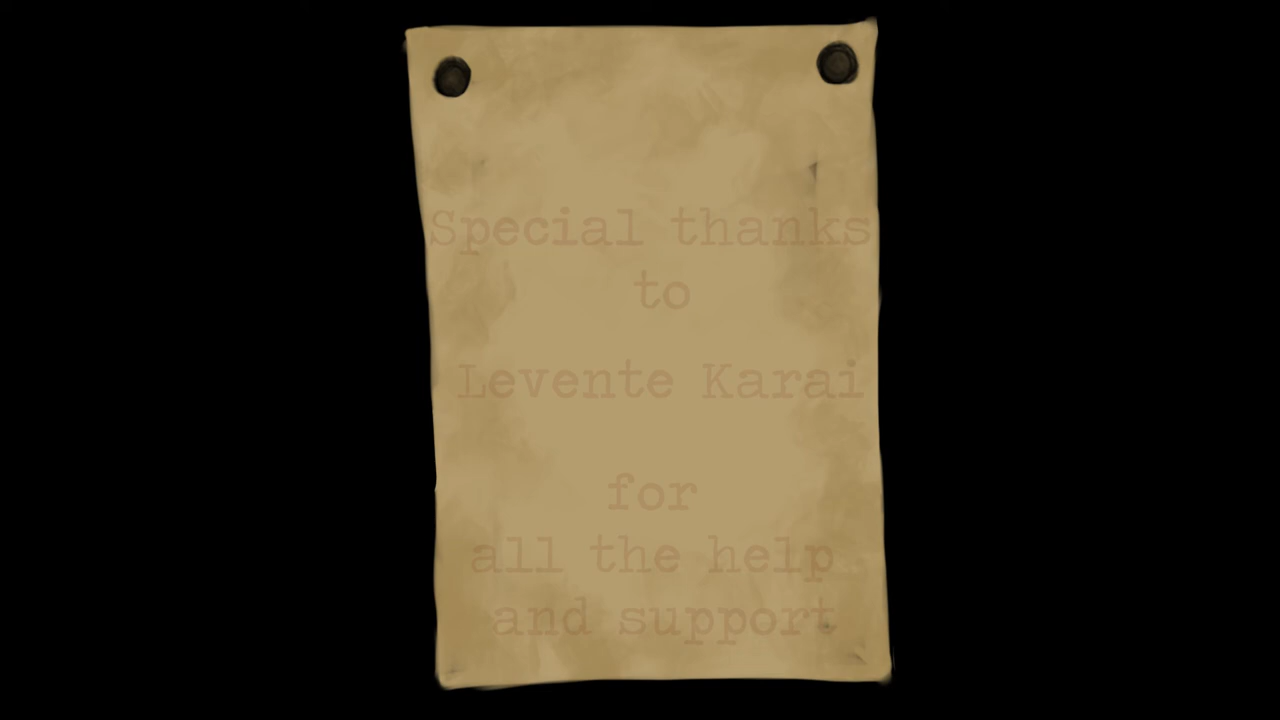 Special thanks
to
Levente Karai
for
all the help
and support